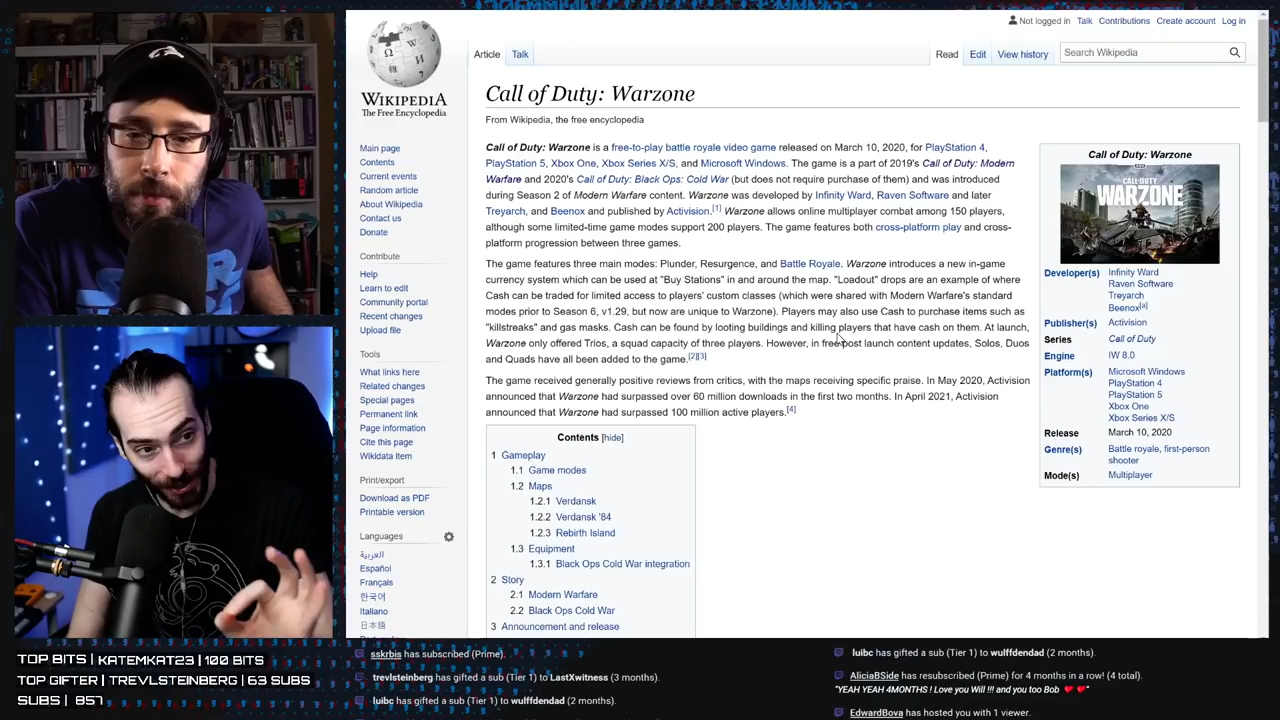 Not logged in Talk Contributions Create account Log in
Article Talk Read Edit View history Search Wikipedia
WIKIPEDIA
The Free Encyclopedia
Main page
Contents
Current events
Random article
About Wikipedia
Contact us
Donate
Contribute
Help
Learn to edit
Community portal
Recent changes
Upload file
Tools
What links here
Related changes
Special pages
Permanent link
Page information
Cite this page
Wikidata item
Print/export
Download as PDF
Printable version
Languages
العربية
Español
Français
한국어
Italiano
日本語
Call of Duty: Warzone
From Wikipedia, the free encyclopedia
Call of Duty: Warzone is a free-to-play battle royale video game released on March 10, 2020, for PlayStation 4,
PlayStation 5, Xbox One, Xbox Series X/S, and Microsoft Windows. The game is a part of 2019's Call of Duty: Modern
Warfare and 2020's Call of Duty: Black Ops: Cold War (but does not require purchase of them) and was introduced
during Season 2 of Modern Warfare content. Warzone was developed by Infinity Ward, Raven Software and later
Treyarch, and Beenox and published by Activision.[1] Warzone allows online multiplayer combat among 150 players,
although some limited-time game modes support 200 players. The game features both cross-platform play and cross-
platform progression between three games.
The game features three main modes: Plunder, Resurgence, and Battle Royale. Warzone introduces a new in-game
currency system which can be used at "Buy Stations" in and around the map. "Loadout" drops are an example of where
Cash can be traded for limited access to players' custom classes (which were shared with Modern Warfare's standard
modes prior to Season 6, v1.29, but now are unique to Warzone). Players may also use Cash to purchase items such as
"killstreaks" and gas masks. Cash can be found by looting buildings and killing players that have cash on them. At launch,
Warzone only offered Trios, a squad capacity of three players. However, in free post launch content updates, Solos, Duos
and Quads have all been added to the game.[2][3]
The game received generally positive reviews from critics, with the maps receiving specific praise. In May 2020, Activision
announced that Warzone had surpassed over 60 million downloads in the first two months. In April 2021, Activision
announced that Warzone had surpassed 100 million active players.[4]
Contents [hide]
1 Gameplay
1.1 Game modes
1.2 Maps
1.2.1 Verdansk
1.2.2 Verdansk '84
1.2.3 Rebirth Island
1.3 Equipment
1.3.1 Black Ops Cold War integration
2 Story
2.1 Modern Warfare
2.2 Black Ops Cold War
3 Announcement and release
Call of Duty: Warzone
CALL OF DUTY
WARZONE
Developer(s) Infinity Ward
Raven Software
Treyarch
Beenox[a]
Publisher(s) Activision
Series Call of Duty
Engine IW 8.0
Platform(s) Microsoft Windows
PlayStation 4
PlayStation 5
Xbox One
Xbox Series X/S
Release March 10, 2020
Genre(s) Battle royale, first-person
shooter
Mode(s) Multiplayer
TOP BITS | KATEMKAT23 | 100 BITS
TOP GIFTER | TREVLSTEINBERG | 63 SUBS
SUBS | 857
sskrbis has subscribed (Prime).
trevlsteinberg has gifted a sub (Tier 1) to LastXwitness (3 months).
luibc has gifted a sub (Tier 1) to wulffdendad (2 months).
luibc has gifted a sub (Tier 1) to wulffdendad (2 months).
AliciaBSide has resubscribed (Prime) for 4 months in a row! (4 total).
"YEAH YEAH 4MONTHS ! Love you Will !!! and you too Bob ❤️ ❤️"
EdwardBova has hosted you with 1 viewer.